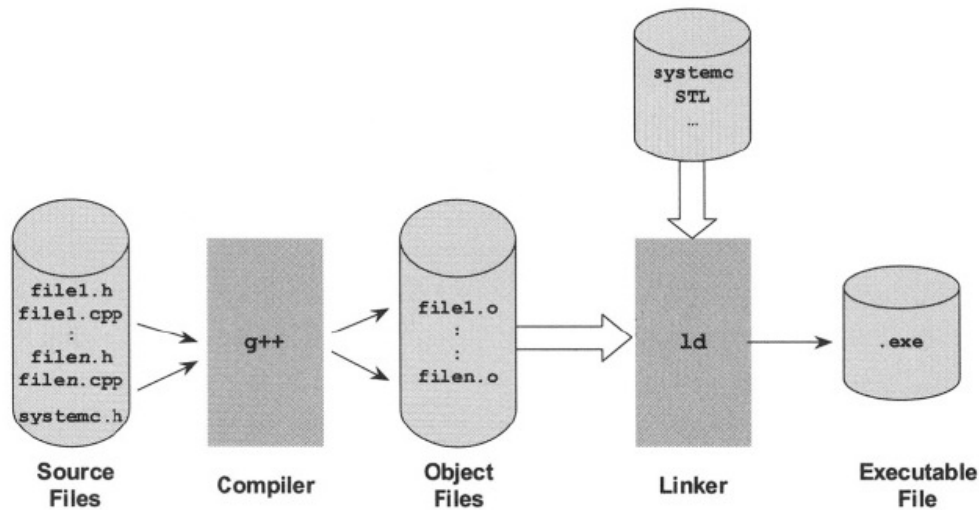 systemc
STL
…
file1.h
file1.cpp
:
filen.h
filen.cpp
systemc.h
g++
file1.o
:
:
filen.o
ld
.exe
Source
Files
Compiler
Object
Files
Linker
Executable
File